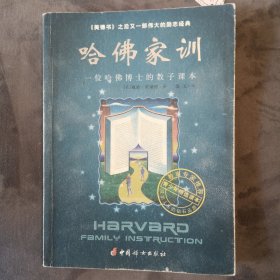 《美德书》之后又一部伟大的励志经典
哈佛家训
一位哈佛博士的教子课本
HARVARD
FAMILY INSTRUCTION
中国妇女出版社